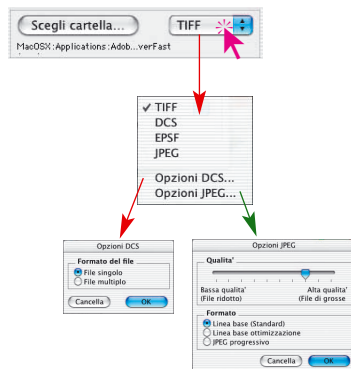 Scegli cartella...
TIFF
MacOSX:Applications:Adob...verFast
✓ TIFF
DCS
EPSF
JPEG
Opzioni DCS...
Opzioni JPEG...
Opzioni DCS
Formato del file
File singolo
File multiplo
Cancella
OK
Opzioni JPEG
Qualita'
Bassa qualita' Alta qualita'
(File ridotto) (File di grosse
Formato
Linea base (Standard)
Linea base ottimizzazione
JPEG progressivo
Cancella
OK